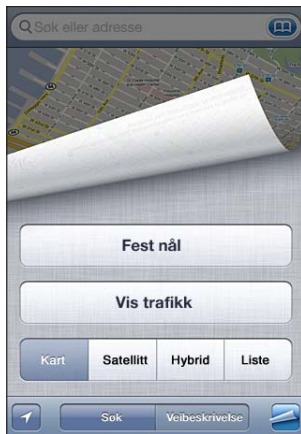 Søk eller adresse
Fest nål
Vis trafikk
Kart Satellitt Hybrid Liste
Søk Veibeskrivelse